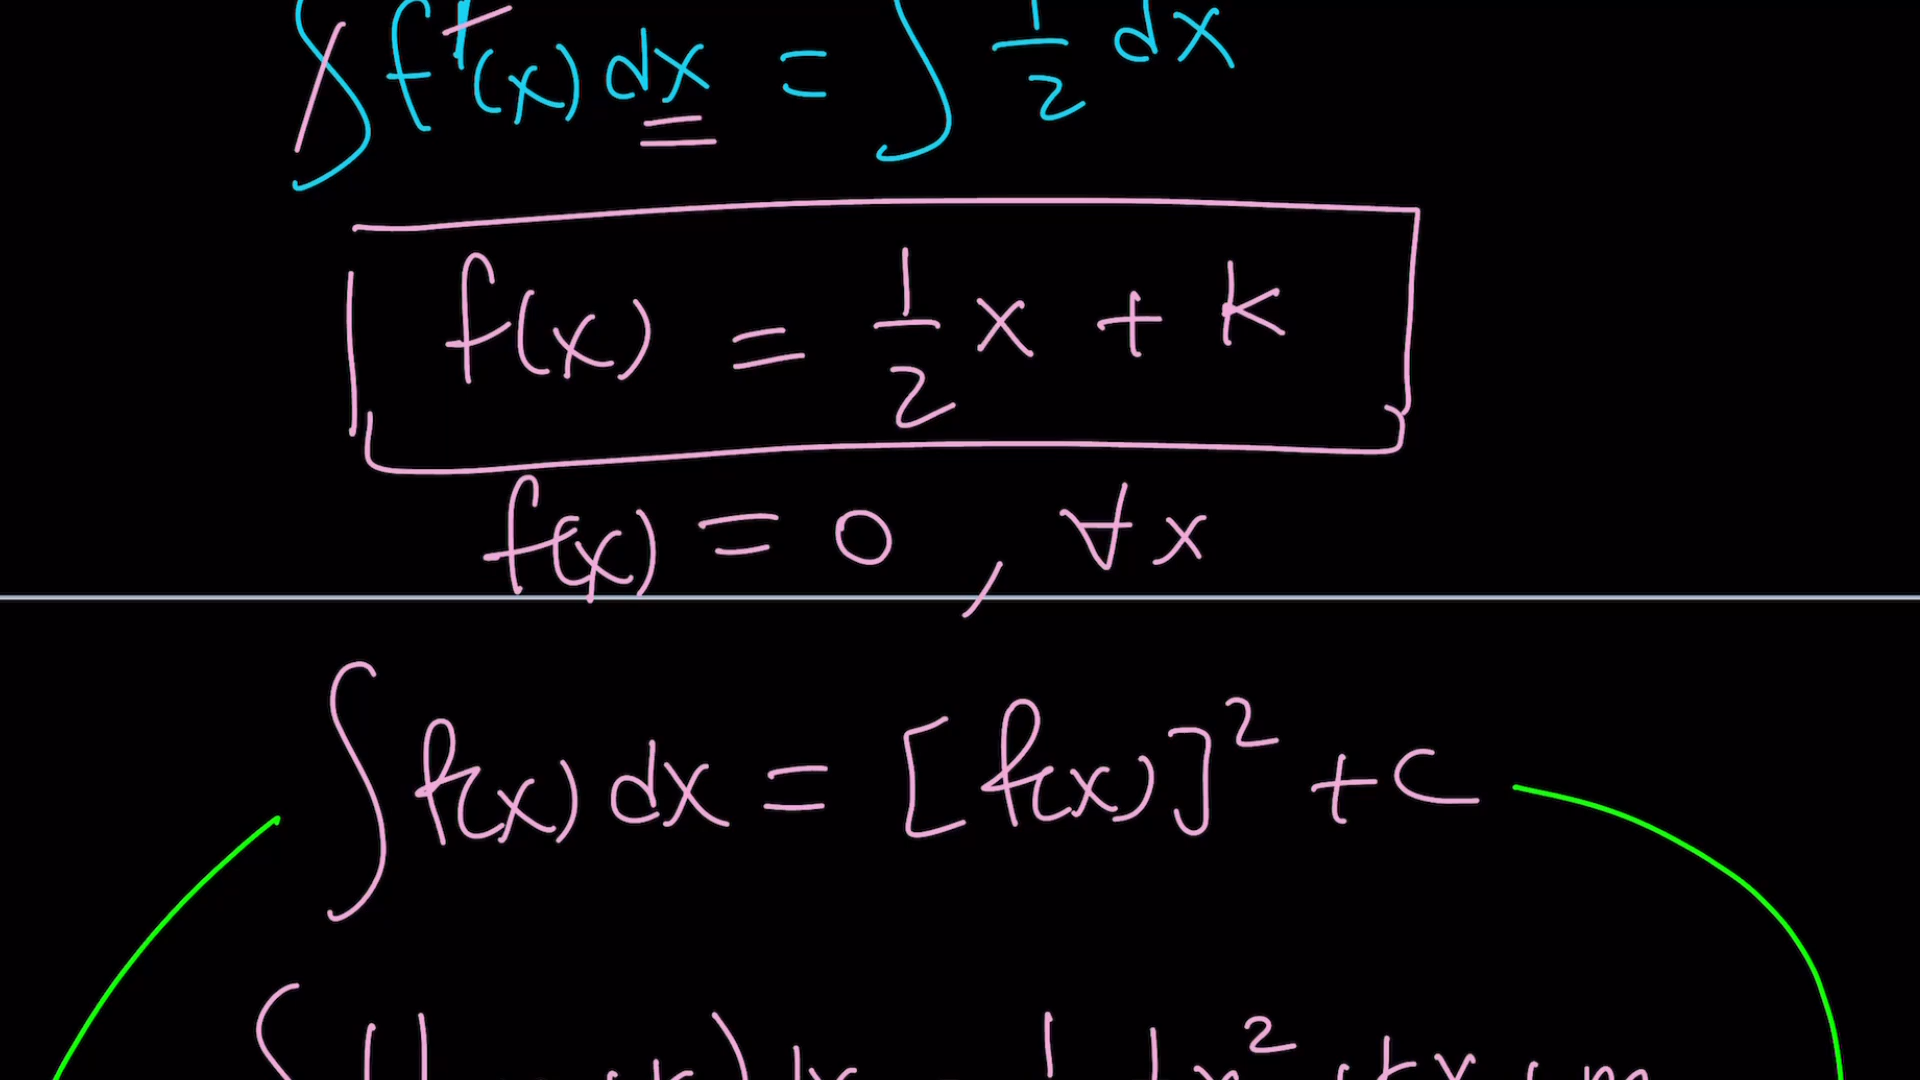 ∫ f'(x) dx = ∫ 1/2 dx
f(x) = 1/2 x + k
f(x) = 0 , ∀x
∫ f(x) dx = [f(x)]² + c